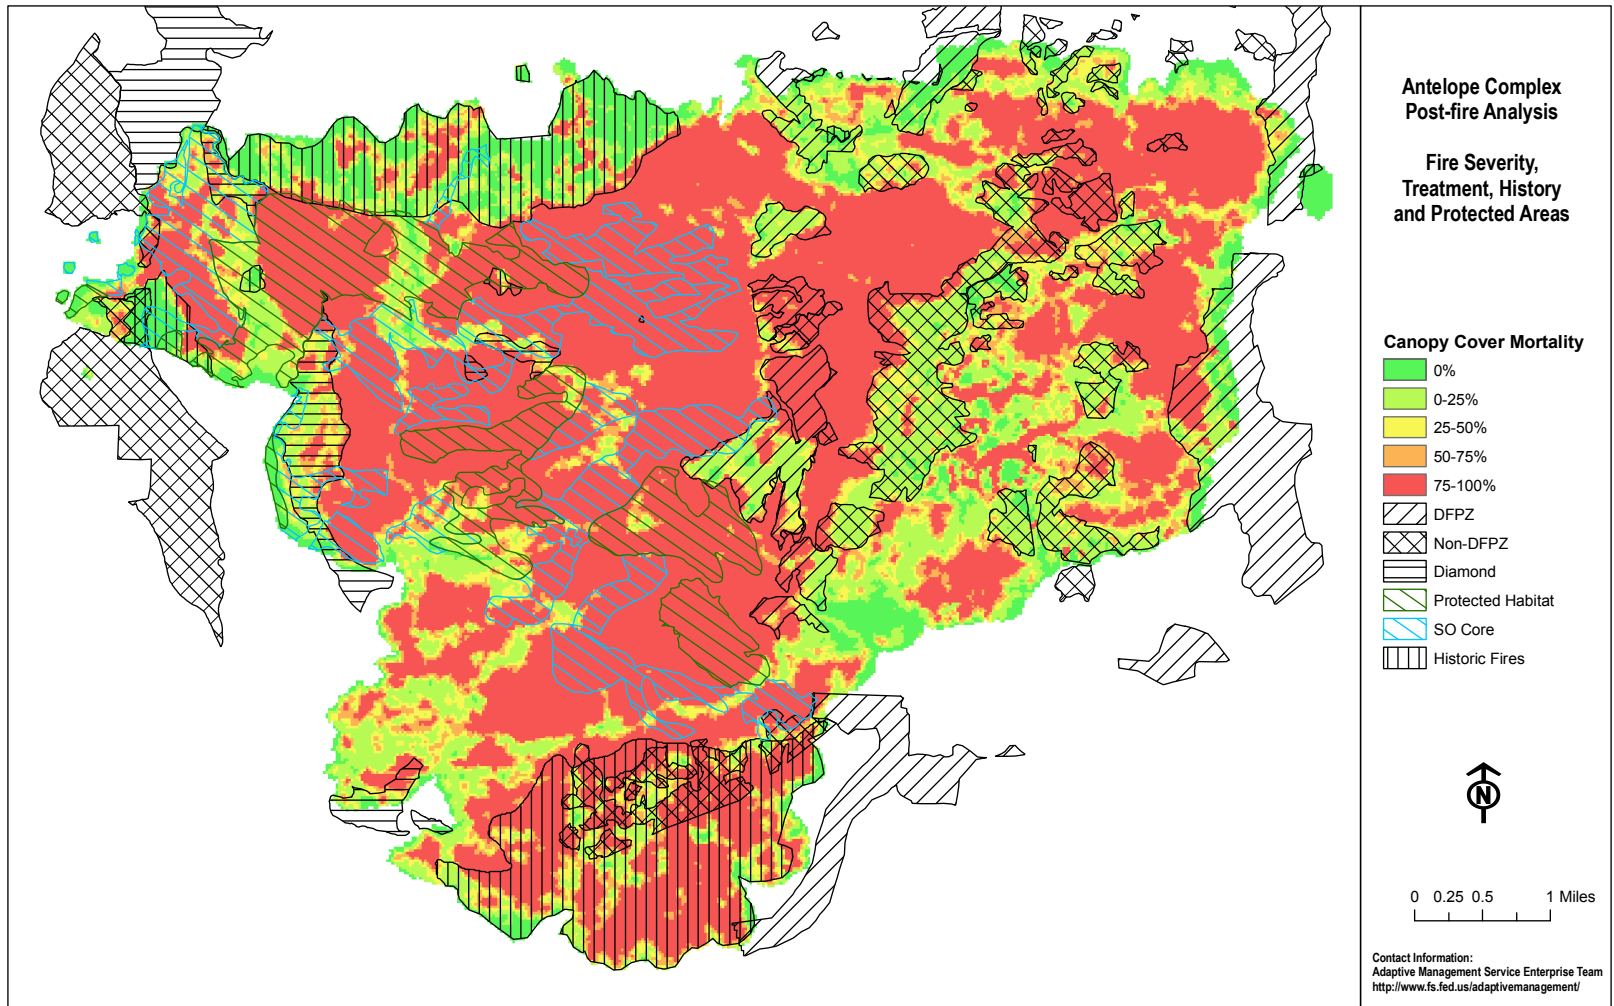 Antelope Complex
Post-fire Analysis
Fire Severity,
Treatment, History
and Protected Areas
Canopy Cover Mortality
0%
0-25%
25-50%
50-75%
75-100%
DFPZ
Non-DFPZ
Diamond
Protected Habitat
SO Core
Historic Fires
N
0 0.25 0.5 1 Miles
Contact Information:
Adaptive Management Service Enterprise Team
http://www.fs.fed.us/adaptivemanagement/